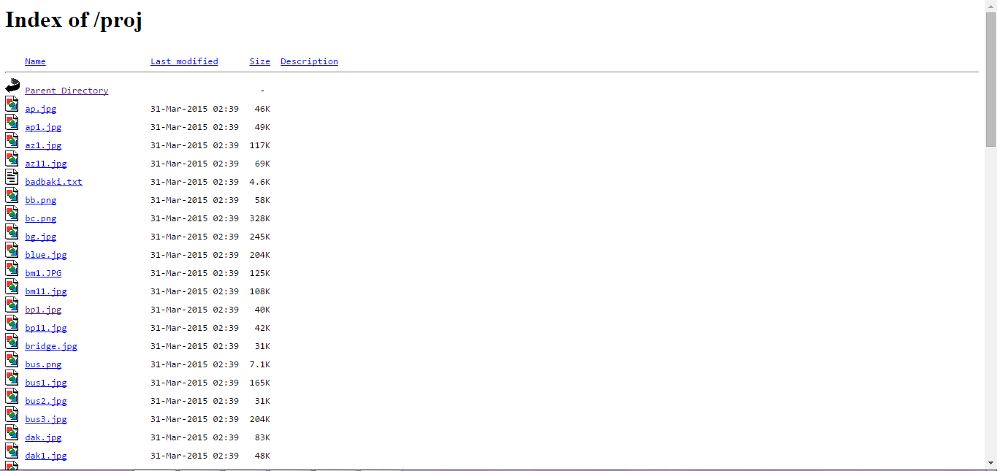 Index of /proj
Name Last modified Size Description
Parent Directory -
ap.jpg 31-Mar-2015 02:39 46K
ap1.jpg 31-Mar-2015 02:39 49K
az1.jpg 31-Mar-2015 02:39 117K
az11.jpg 31-Mar-2015 02:39 69K
badbaki.txt 31-Mar-2015 02:39 4.6K
bb.png 31-Mar-2015 02:39 58K
bc.png 31-Mar-2015 02:39 328K
bg.jpg 31-Mar-2015 02:39 245K
blue.jpg 31-Mar-2015 02:39 204K
bm1.JPG 31-Mar-2015 02:39 125K
bm11.jpg 31-Mar-2015 02:39 108K
bp1.jpg 31-Mar-2015 02:39 40K
bp11.jpg 31-Mar-2015 02:39 42K
bridge.jpg 31-Mar-2015 02:39 31K
bus.png 31-Mar-2015 02:39 7.1K
bus1.jpg 31-Mar-2015 02:39 165K
bus2.jpg 31-Mar-2015 02:39 31K
bus3.jpg 31-Mar-2015 02:39 204K
dak.jpg 31-Mar-2015 02:39 83K
dak1.jpg 31-Mar-2015 02:39 48K